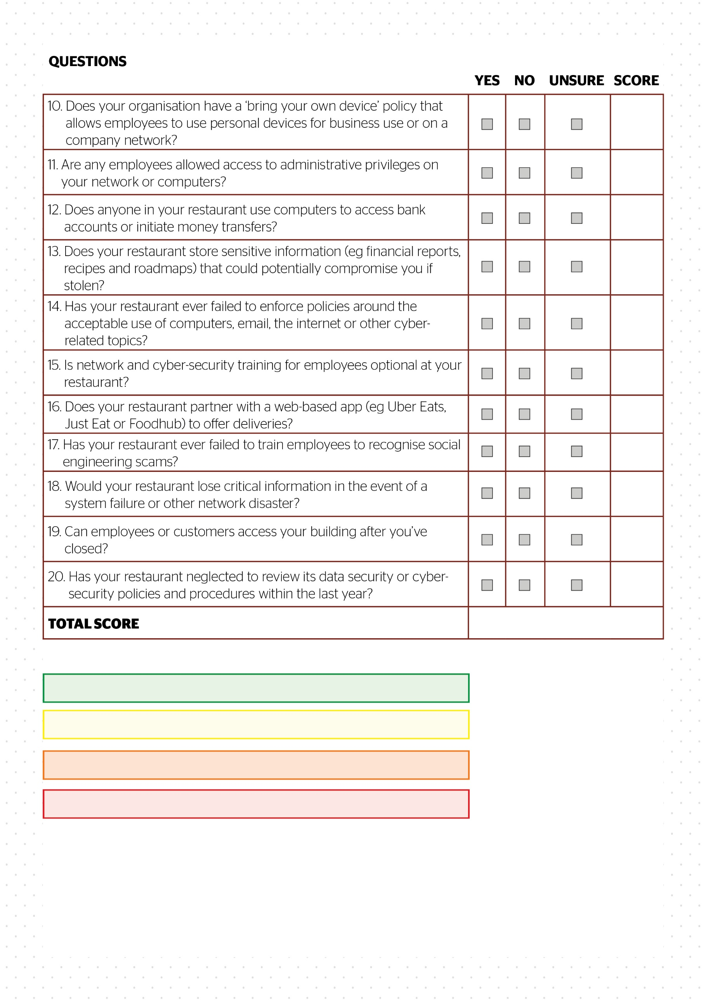 QUESTIONS
YES NO UNSURE SCORE
10. Does your organisation have a ‘bring your own device’ policy that
allows employees to use personal devices for business use or on a
company network?
11. Are any employees allowed access to administrative privileges on
your network or computers?
12. Does anyone in your restaurant use computers to access bank
accounts or initiate money transfers?
13. Does your restaurant store sensitive information (eg financial reports,
recipes and roadmaps) that could potentially compromise you if
stolen?
14. Has your restaurant ever failed to enforce policies around the
acceptable use of computers, email, the internet or other cyber-
related topics?
15. Is network and cyber-security training for employees optional at your
restaurant?
16. Does your restaurant partner with a web-based app (eg Uber Eats,
Just Eat or Foodhub) to offer deliveries?
17. Has your restaurant ever failed to train employees to recognise social
engineering scams?
18. Would your restaurant lose critical information in the event of a
system failure or other network disaster?
19. Can employees or customers access your building after you’ve
closed?
20. Has your restaurant neglected to review its data security or cyber-
security policies and procedures within the last year?
TOTAL SCORE